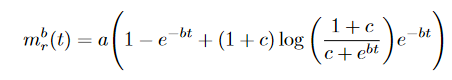 $m_r^b(t) = a\left(1 - e^{-bt} + (1+c)\log\left(\frac{1+c}{c+e^{bt}}\right)e^{-bt}\right)$